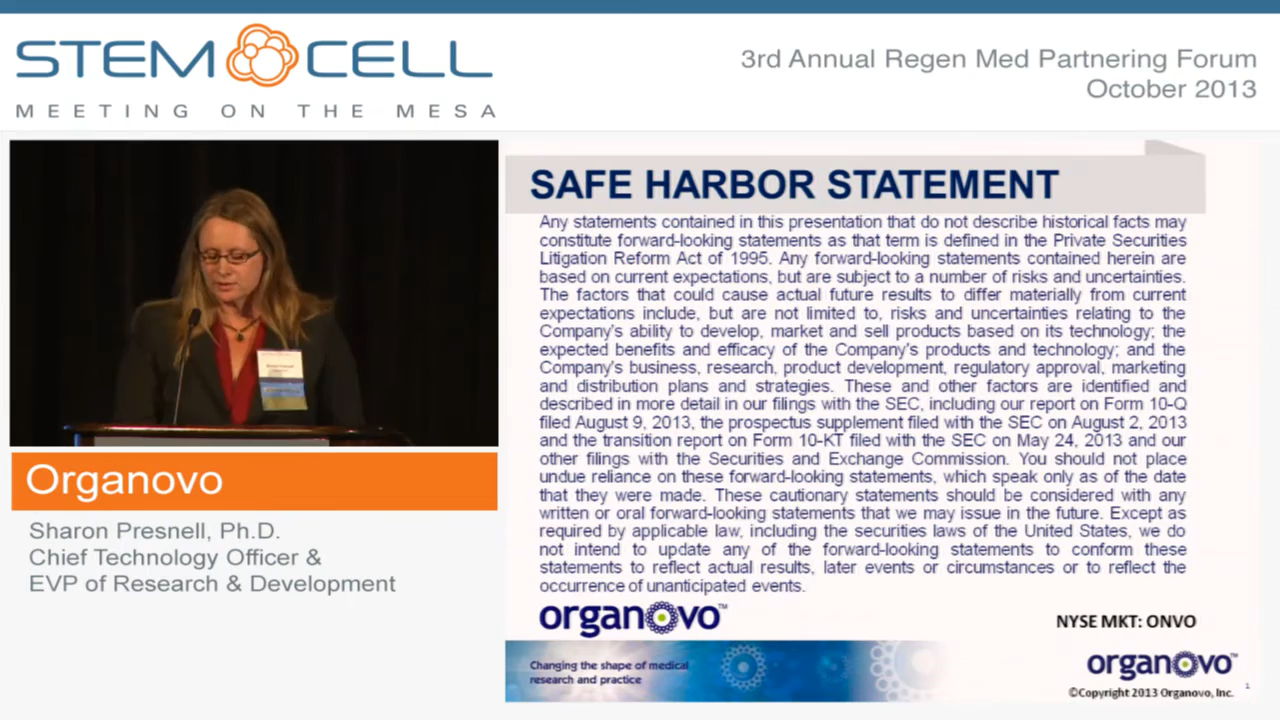 STEM CELL
MEETING ON THE MESA
3rd Annual Regen Med Partnering Forum
October 2013
SAFE HARBOR STATEMENT
Any statements contained in this presentation that do not describe historical facts may
constitute forward-looking statements as that term is defined in the Private Securities
Litigation Reform Act of 1995. Any forward-looking statements contained herein are
based on current expectations, but are subject to a number of risks and uncertainties.
The factors that could cause actual future results to differ materially from current
expectations include, but are not limited to, risks and uncertainties relating to the
Company's ability to develop, market and sell products based on its technology; the
expected benefits and efficacy of the Company's products and technology; and the
Company's business, research, product development, regulatory approval, marketing
and distribution plans and strategies. These and other factors are identified and
described in more detail in our filings with the SEC, including our report on Form 10-Q
filed August 9, 2013, the prospectus supplement filed with the SEC on August 2, 2013
and the transition report on Form 10-KT filed with the SEC on May 24, 2013 and our
other filings with the Securities and Exchange Commission. You should not place
undue reliance on these forward-looking statements, which speak only as of the date
that they were made. These cautionary statements should be considered with any
written or oral forward-looking statements that we may issue in the future. Except as
required by applicable law, including the securities laws of the United States, we do
not intend to update any of the forward-looking statements to conform these
statements to reflect actual results, later events or circumstances or to reflect the
occurrence of unanticipated events.
organovo™
NYSE MKT: ONVO
Changing the shape of medical
research and practice
organovo™
©Copyright 2013 Organovo, Inc.
1
Organovo
Sharon Presnell, Ph.D.
Chief Technology Officer &
EVP of Research & Development